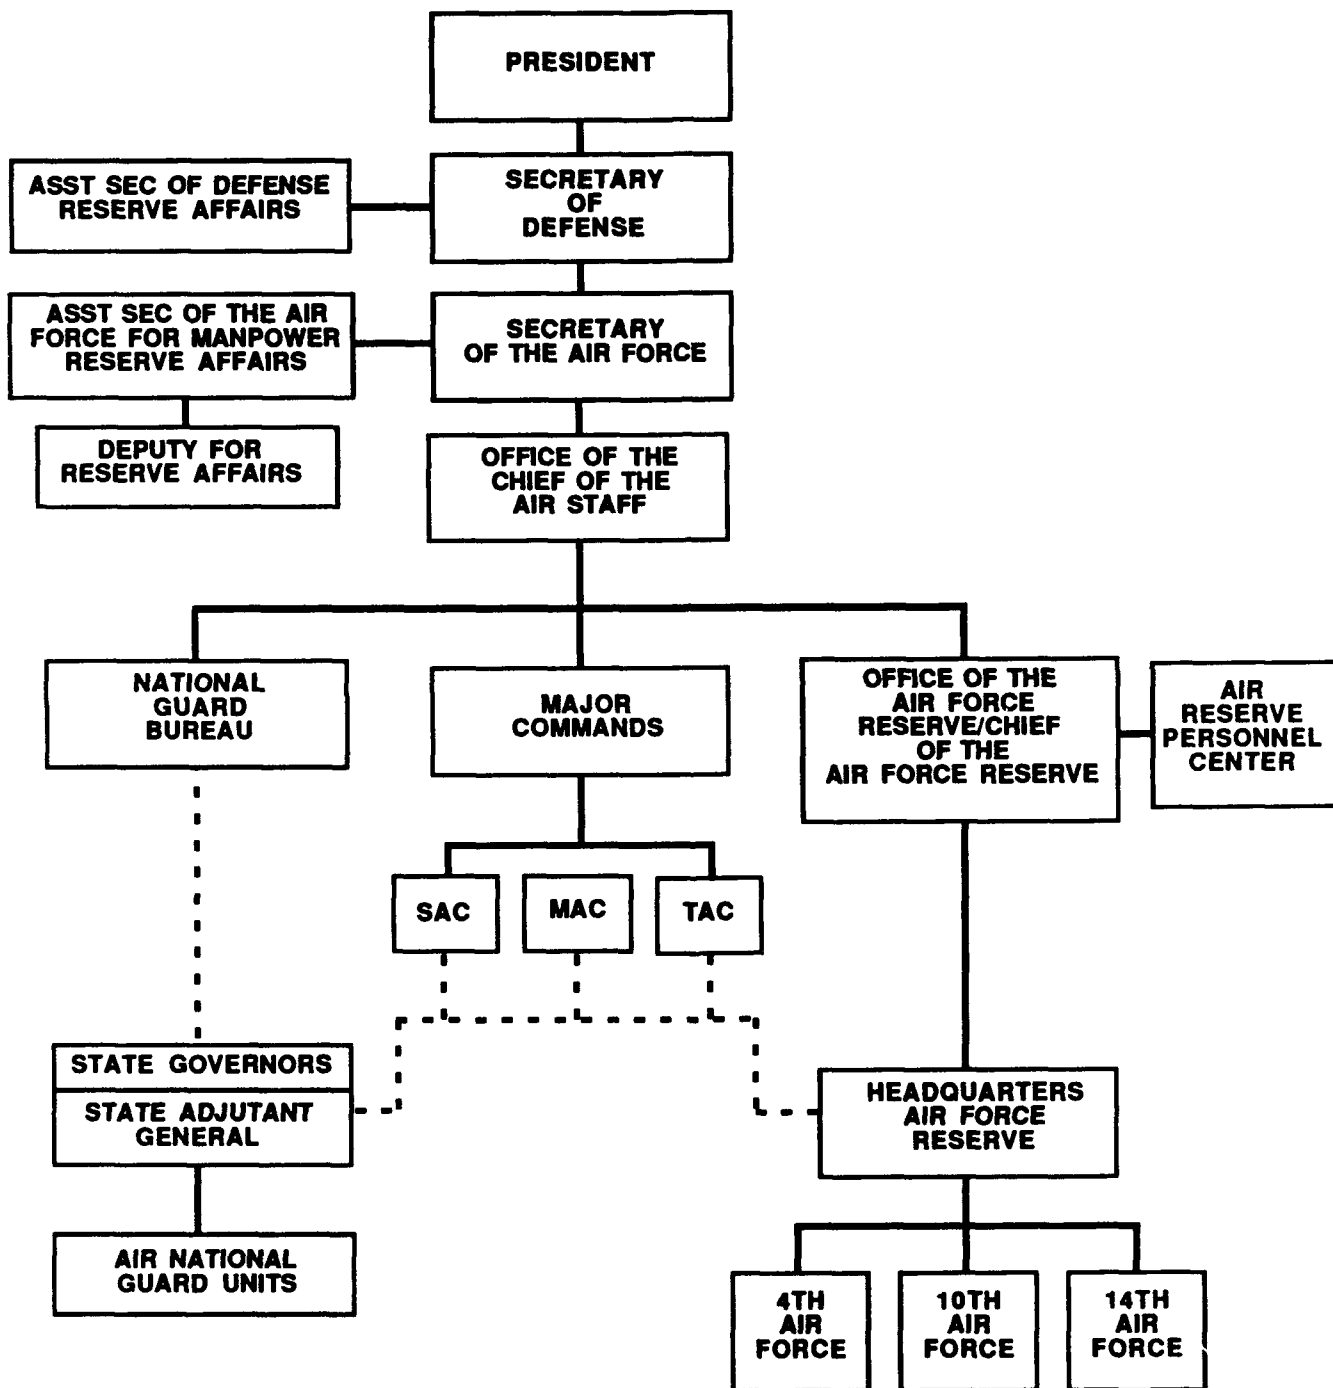 PRESIDENT
ASST SEC OF DEFENSE
RESERVE AFFAIRS
SECRETARY
OF
DEFENSE
ASST SEC OF THE AIR
FORCE FOR MANPOWER
RESERVE AFFAIRS
SECRETARY
OF THE AIR FORCE
DEPUTY FOR
RESERVE AFFAIRS
OFFICE OF THE
CHIEF OF THE
AIR STAFF
NATIONAL
GUARD
BUREAU
MAJOR
COMMANDS
OFFICE OF THE
AIR FORCE
RESERVE/CHIEF
OF THE
AIR FORCE RESERVE
AIR
RESERVE
PERSONNEL
CENTER
SAC
MAC
TAC
STATE GOVERNORS
STATE ADJUTANT
GENERAL
HEADQUARTERS
AIR FORCE
RESERVE
AIR NATIONAL
GUARD UNITS
4TH
AIR
FORCE
10TH
AIR
FORCE
14TH
AIR
FORCE